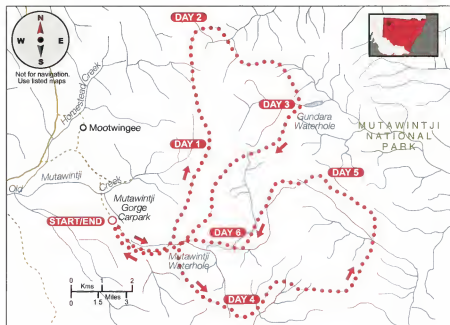 N
W E
S
Not for navigation.
Use listed maps
Homestead Creek
Mootwingee
Old Mutawintji Creek
Mutawintji
Gorge
Carpark
START/END
DAY 1
DAY 2
DAY 3
Gundara
Waterhole
MUTAWINTJI
NATIONAL
PARK
DAY 5
DAY 6
Mutawintji
Waterhole
DAY 4
0 1 2
Kms
0 1.5
Miles